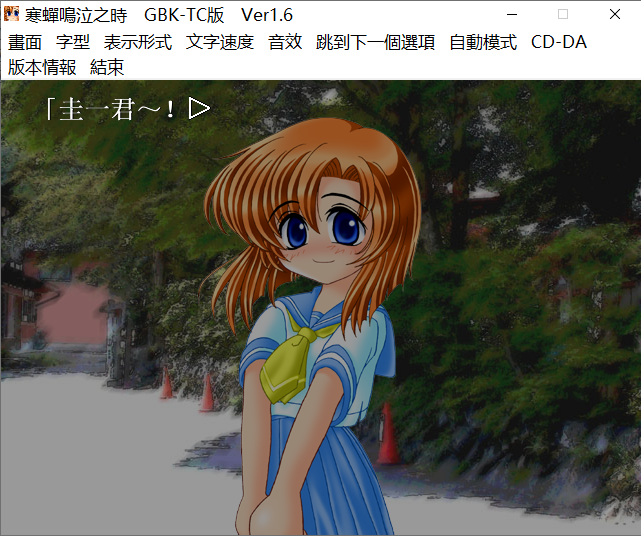 寒蟬鳴泣之時　GBK-TC版　Ver1.6
畫面 字型 表示形式 文字速度 音效 跳到下一個選項 自動模式 CD-DA
版本情報 結束
「圭一君～！